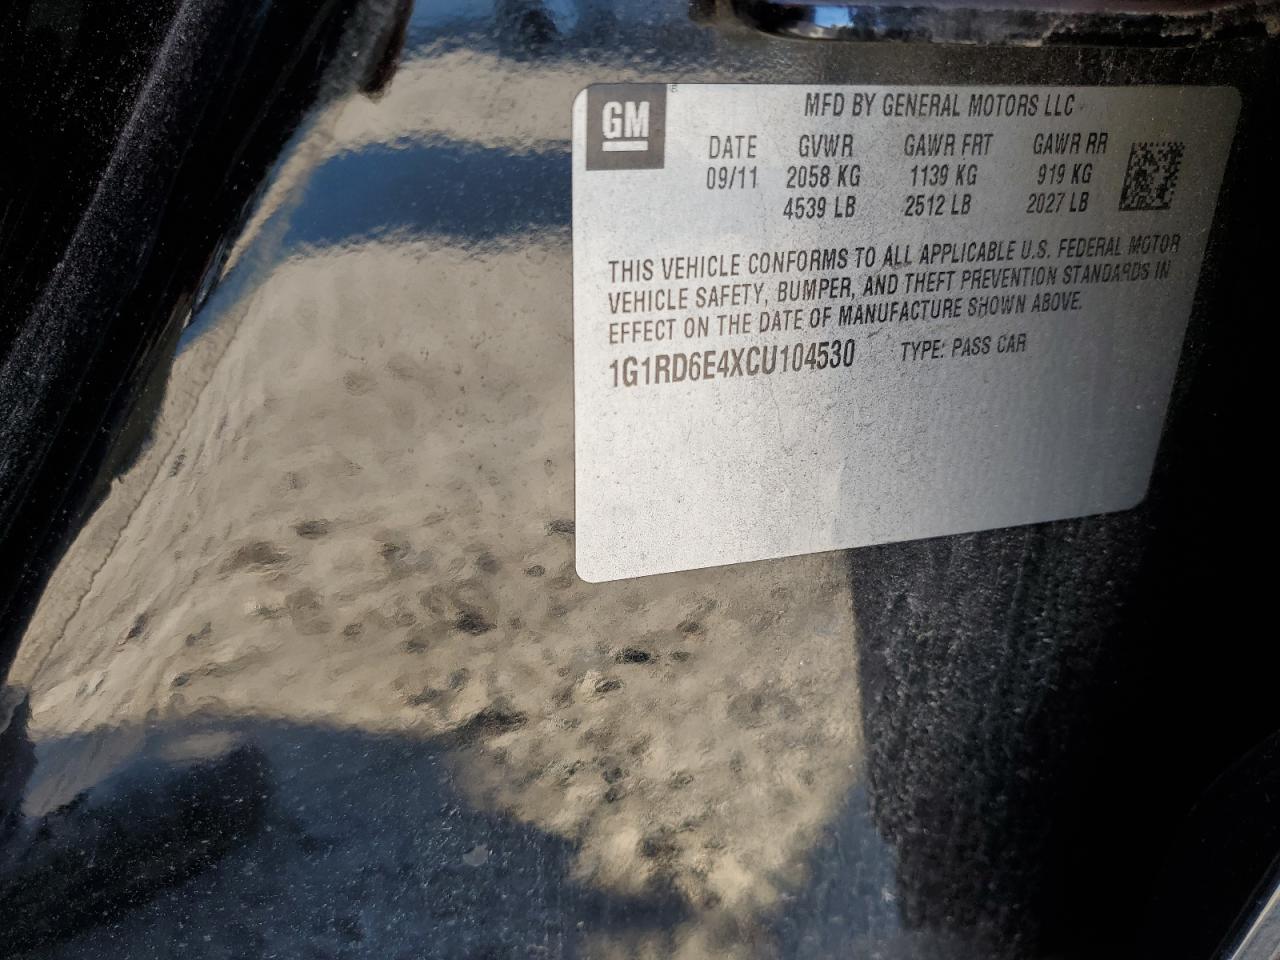 GM
MFD BY GENERAL MOTORS LLC
DATE GVWR GAWR FRT GAWR RR
09/11 2058 KG 1139 KG 919 KG
4539 LB 2512 LB 2027 LB
THIS VEHICLE CONFORMS TO ALL APPLICABLE U.S. FEDERAL MOTOR
VEHICLE SAFETY, BUMPER, AND THEFT PREVENTION STANDARDS IN
EFFECT ON THE DATE OF MANUFACTURE SHOWN ABOVE.
1G1RD6E4XCU104530 TYPE: PASS CAR